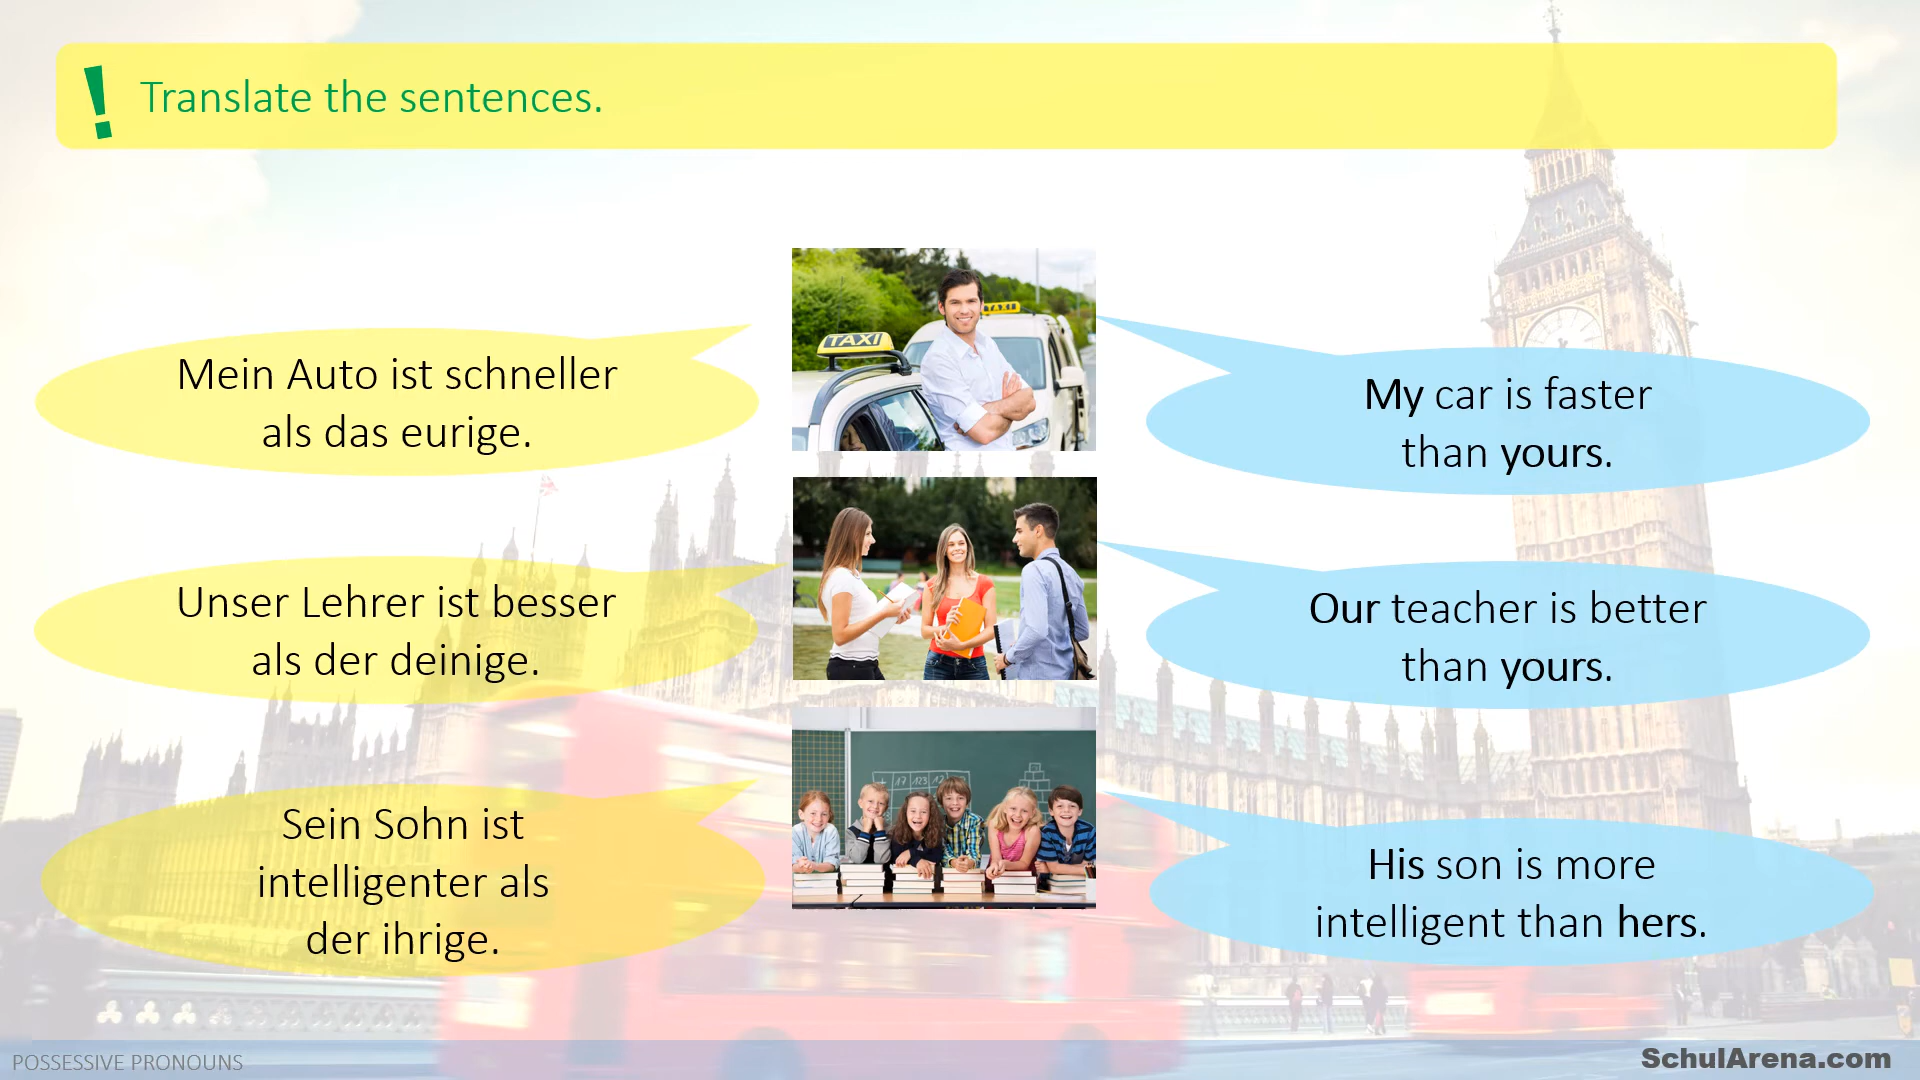 ! Translate the sentences.
Mein Auto ist schneller
als das eurige.
TAXI
TAXI
My car is faster
than yours.
Unser Lehrer ist besser
als der deinige.
Our teacher is better
than yours.
Sein Sohn ist
intelligenter als
der ihrige.
His son is more
intelligent than hers.
POSSESSIVE PRONOUNS
SchulArena.com